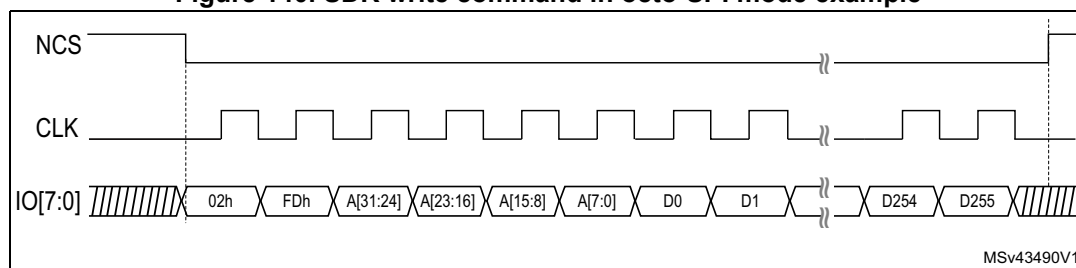 Figure 140. SDR write command in octo-SPI mode example
NCS
CLK
IO[7:0] 02h FDh A[31:24] A[23:16] A[15:8] A[7:0] D0 D1 D254 D255
MSv43490V1